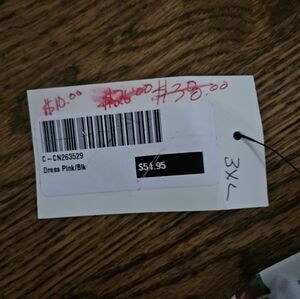 $10.00 $26.00 $38.00
C-CN263529
Dress Pink/Blk
$54.95
3XL